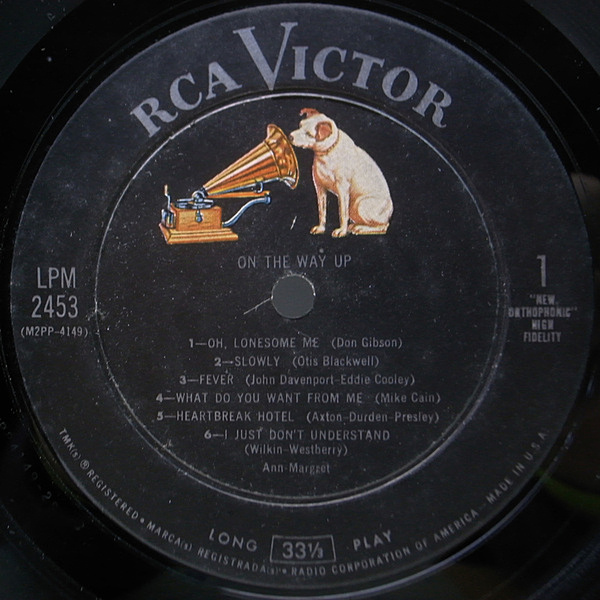 RCA VICTOR
ON THE WAY UP
LPM
2453
(M2PP-4149)
1
"NEW
ORTHOPHONIC"
HIGH
FIDELITY
1—OH, LONESOME ME (Don Gibson)
2—SLOWLY (Otis Blackwell)
3—FEVER (John Davenport-Eddie Cooley)
4—WHAT DO YOU WANT FROM ME (Mike Cain)
5—HEARTBREAK HOTEL (Axton-Durden-Presley)
6—I JUST DON'T UNDERSTAND
(Wilkin-Westberry)
Ann-Margret
LONG 33⅓ PLAY
TMK(s) ® REGISTERED • MARCA(s) REGISTRADA(s) • RADIO CORPORATION OF AMERICA - MADE IN U.S.A.